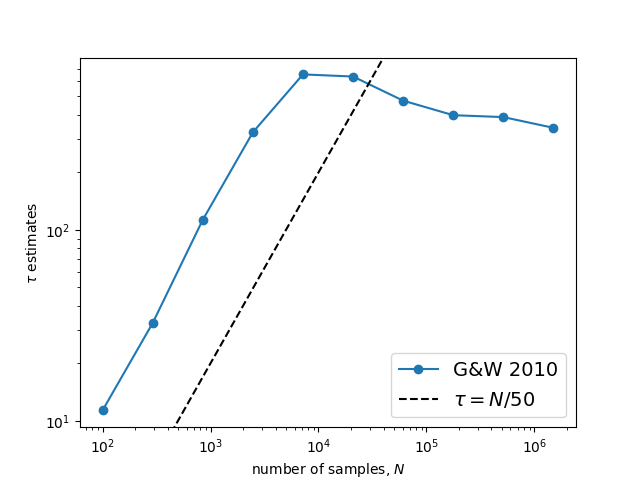 10²
10¹
τ estimates
10² 10³ 10⁴ 10⁵ 10⁶
number of samples, N
G&W 2010
τ = N/50